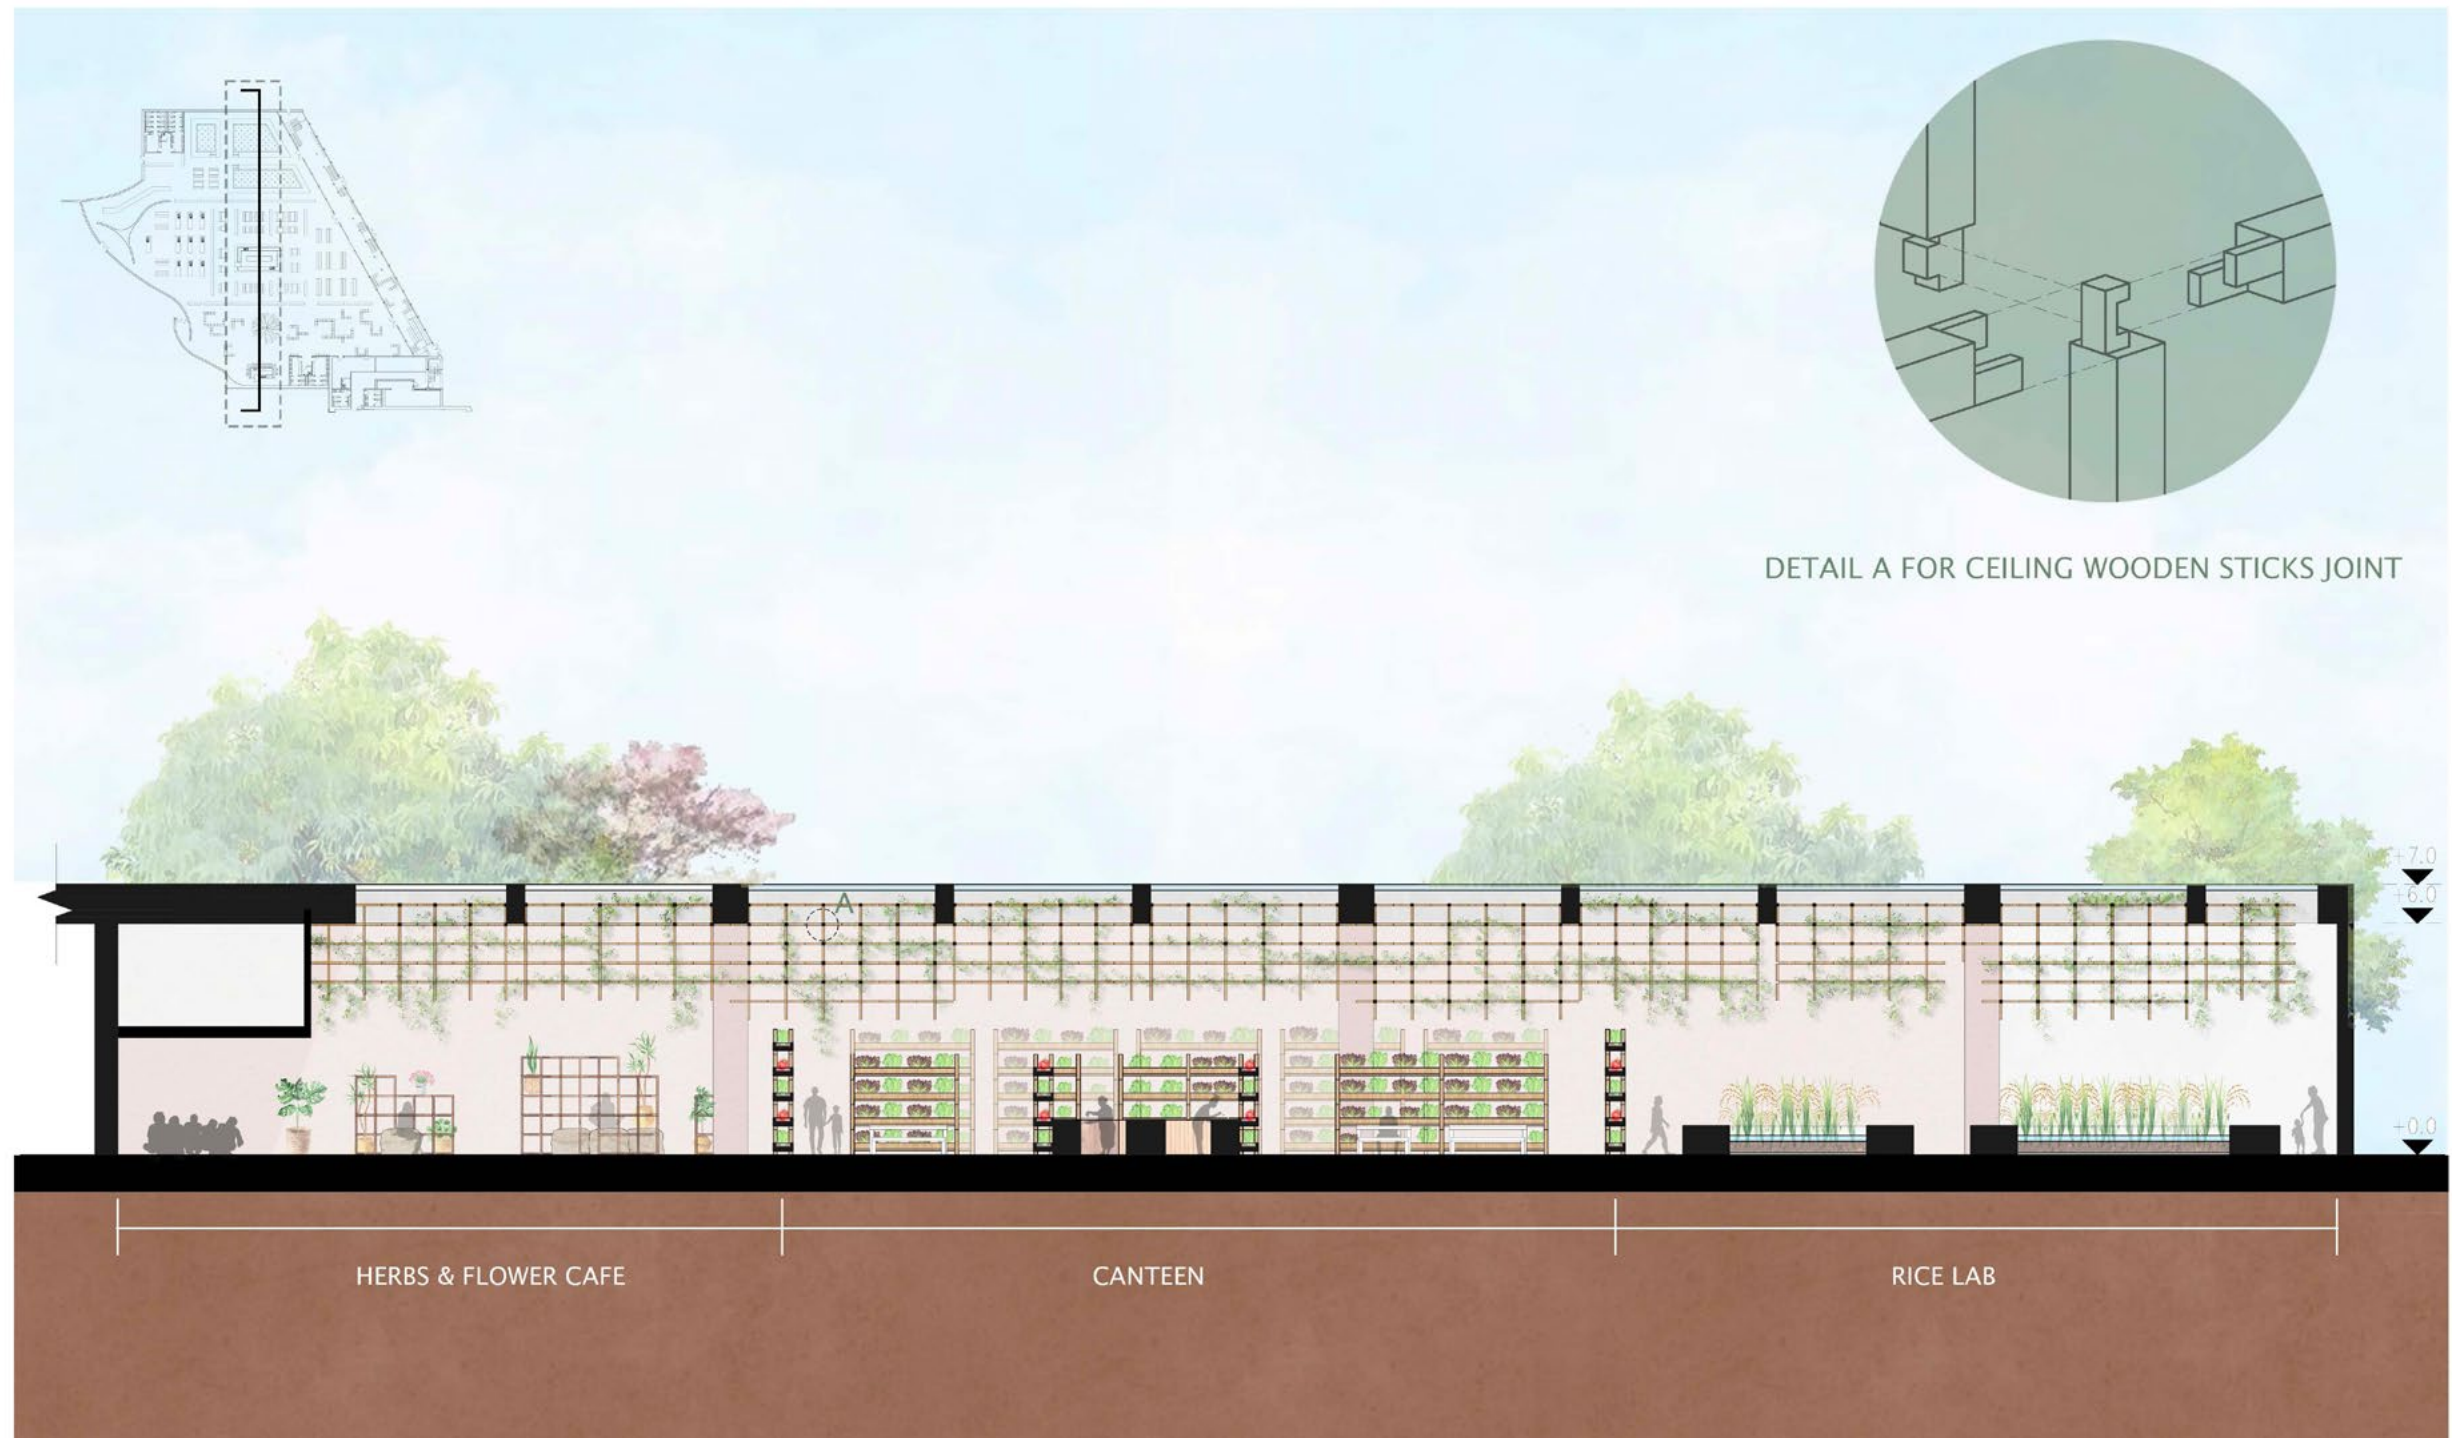 DETAIL A FOR CEILING WOODEN STICKS JOINT
+7.0
+6.0
A
+0.0
HERBS & FLOWER CAFE
CANTEEN
RICE LAB